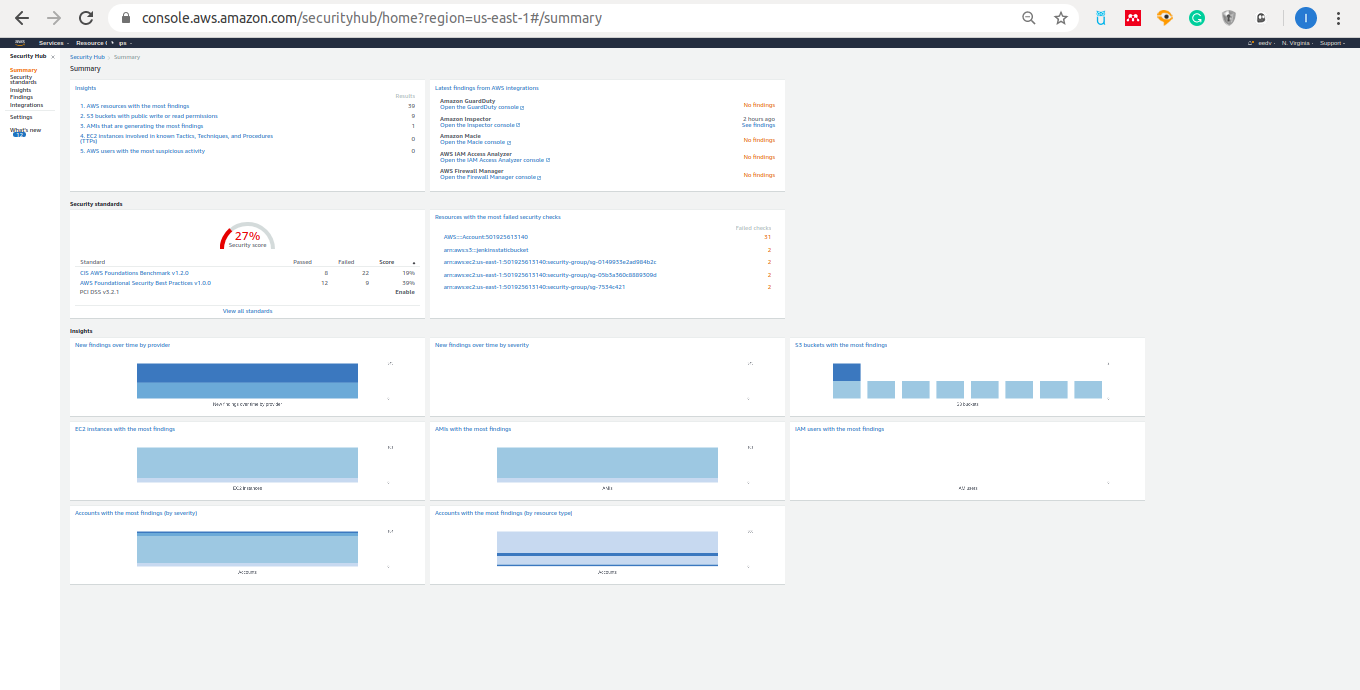 console.aws.amazon.com/securityhub/home?region=us-east-1#/summary
I
aws Services Resource
eedv N. Virginia Support
Security Hub ×
Summary
Security standards
Insights
Findings
Integrations
Settings
What's new
Security Hub › Summary
Summary
Insights
Results
1. AWS resources with the most findings 39
2. S3 buckets with public write or read permissions 9
3. AMIs that are generating the most findings 1
4. EC2 instances involved in known Tactics, Techniques, and Procedures
(TTPs) 0
5. AWS users with the most suspicious activity 0
Latest findings from AWS integrations
Amazon GuardDuty
Open the GuardDuty console No findings
Amazon Inspector 2 hours ago
Open the Inspector console See findings
Amazon Macie
Open the Macie console No findings
AWS IAM Access Analyzer
Open the IAM Access Analyzer console No findings
AWS Firewall Manager
Open the Firewall Manager console No findings
Security standards
27%
Security score
Standard Passed Failed Score
CIS AWS Foundations Benchmark v1.2.0 8 22 19%
AWS Foundational Security Best Practices v1.0.0 12 9 39%
PCI DSS v3.2.1 Enable
View all standards
Resources with the most failed security checks
Failed checks
AWS::::Account:501925613140 31
arn:aws:s3:::jenkinsstaticbucket 2
arn:aws:ec2:us-east-1:501925613140:security-group/sg-0149933e2ad984b2c 2
arn:aws:ec2:us-east-1:501925613140:security-group/sg-05b3a360c8889309d 2
arn:aws:ec2:us-east-1:501925613140:security-group/sg-7534c421 2
Insights
New findings over time by provider
New findings over time by provider
New findings over time by severity
S3 buckets with the most findings
S3 buckets
EC2 instances with the most findings
EC2 instances
AMIs with the most findings
AMIs
IAM users with the most findings
IAM users
Accounts with the most findings (by severity)
Accounts
Accounts with the most findings (by resource type)
Accounts